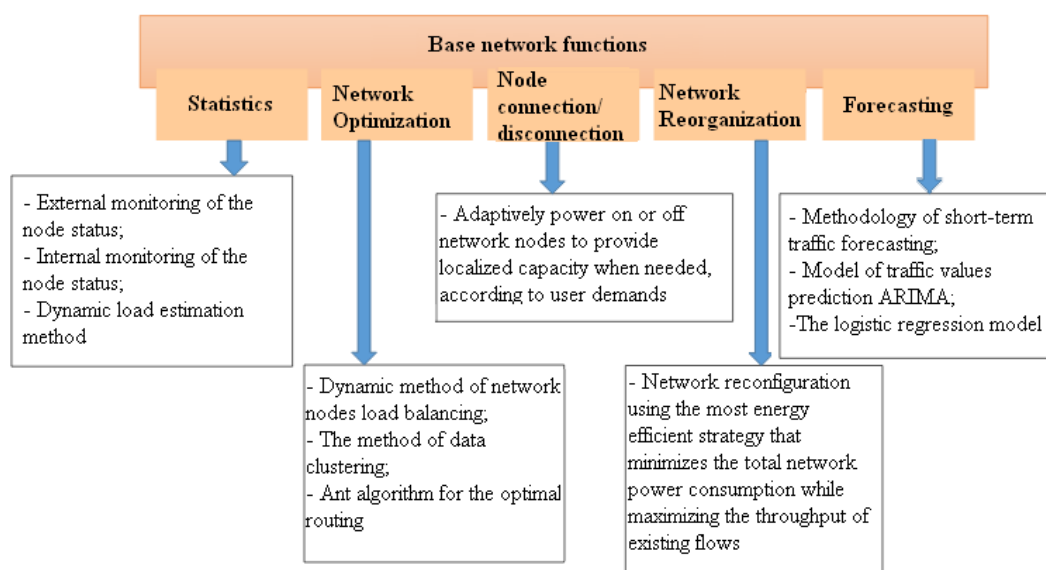 Base network functions
Statistics
Network
Optimization
Node
connection/
disconnection
Network
Reorganization
Forecasting
- External monitoring of the
node status;
- Internal monitoring of the
node status;
- Dynamic load estimation
method
- Dynamic method of network
nodes load balancing;
- The method of data
clustering;
- Ant algorithm for the optimal
routing
- Adaptively power on or off
network nodes to provide
localized capacity when needed,
according to user demands
- Network reconfiguration
using the most energy
efficient strategy that
minimizes the total network
power consumption while
maximizing the throughput of
existing flows
- Methodology of short-term
traffic forecasting;
- Model of traffic values
prediction ARIMA;
-The logistic regression model